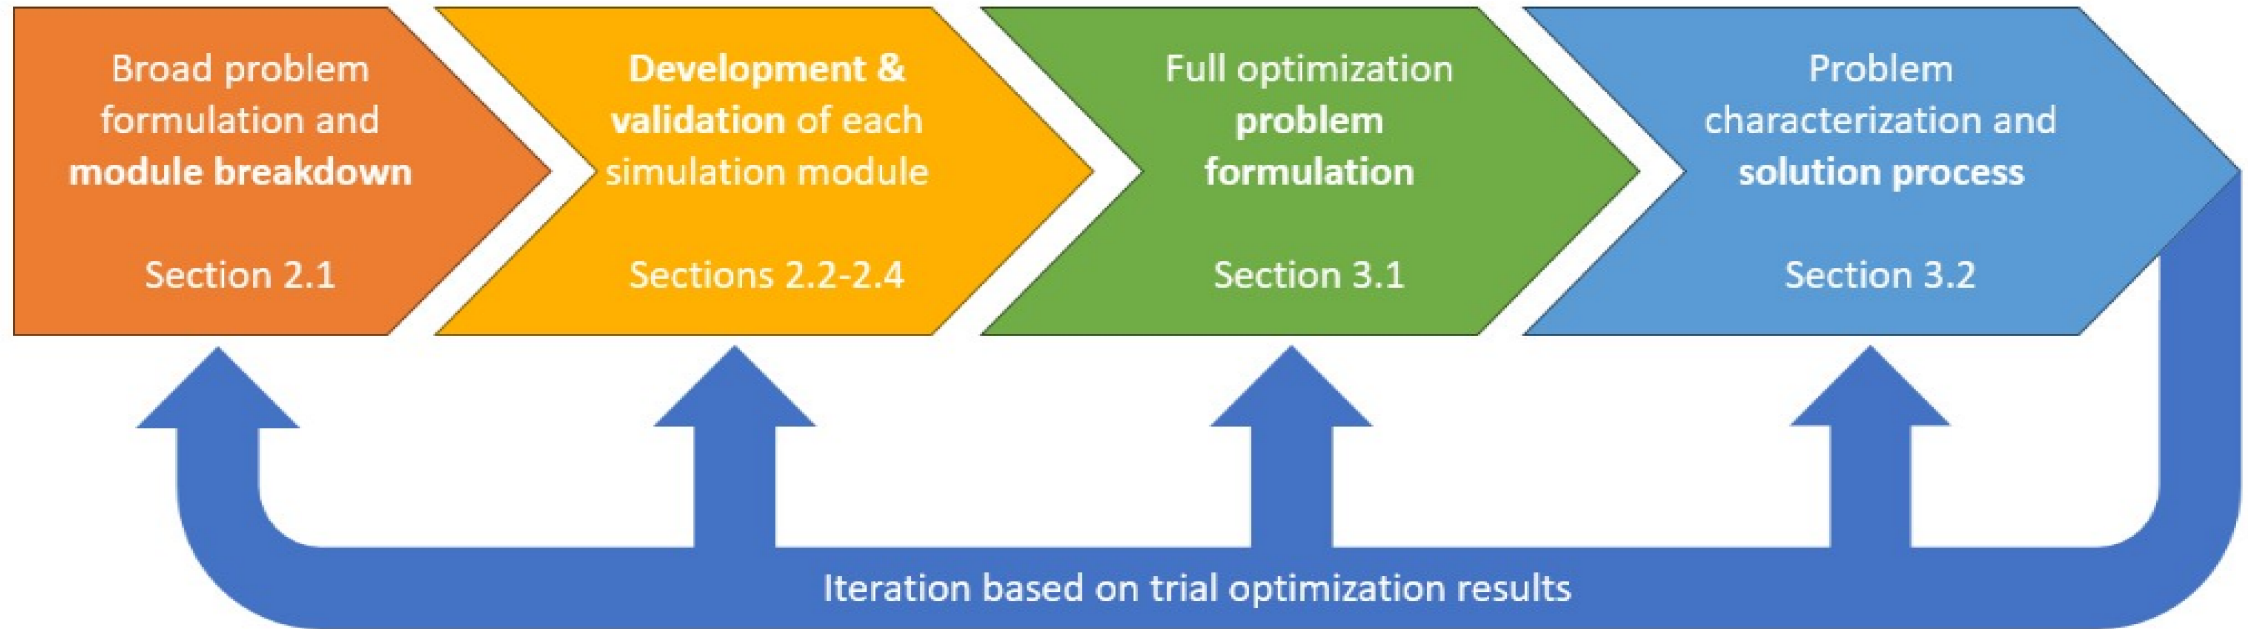 Broad problem
formulation and
module breakdown
Section 2.1
Development &
validation of each
simulation module
Sections 2.2-2.4
Full optimization
problem
formulation
Section 3.1
Problem
characterization and
solution process
Section 3.2
Iteration based on trial optimization results